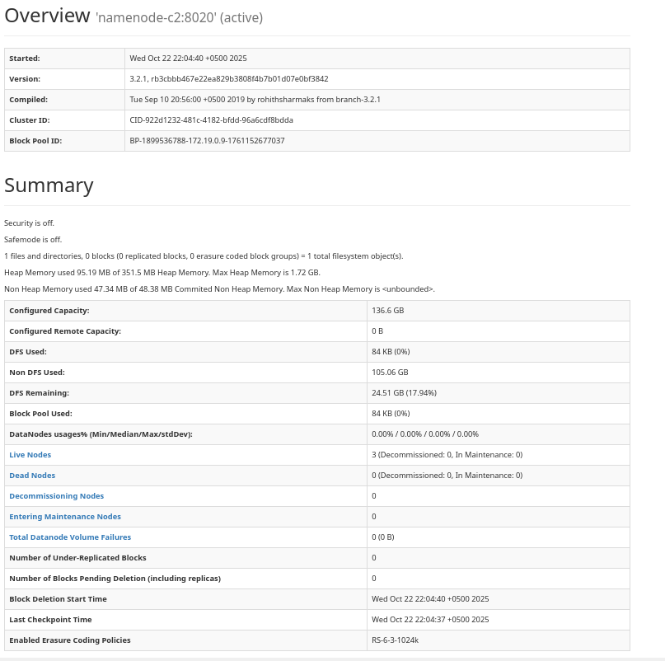 Overview 'namenode-c2:8020' (active)
Started: Wed Oct 22 22:04:40 +0500 2025
Version: 3.2.1, rb3cbbb467e22ea829b3808f4b7b01d07e0bf3842
Compiled: Tue Sep 10 20:56:00 +0500 2019 by rohithsharmaks from branch-3.2.1
Cluster ID: CID-922d1232-481c-4182-bfdd-96a6cdf8bdda
Block Pool ID: BP-1899536788-172.19.0.9-1761152677037
Summary
Security is off.
Safemode is off.
1 files and directories, 0 blocks (0 replicated blocks, 0 erasure coded block groups) = 1 total filesystem object(s).
Heap Memory used 95.19 MB of 351.5 MB Heap Memory. Max Heap Memory is 1.72 GB.
Non Heap Memory used 47.34 MB of 48.38 MB Commited Non Heap Memory. Max Non Heap Memory is <unbounded>.
Configured Capacity: 136.6 GB
Configured Remote Capacity: 0 B
DFS Used: 84 KB (0%)
Non DFS Used: 105.06 GB
DFS Remaining: 24.51 GB (17.94%)
Block Pool Used: 84 KB (0%)
DataNodes usages% (Min/Median/Max/stdDev): 0.00% / 0.00% / 0.00% / 0.00%
Live Nodes 3 (Decommissioned: 0, In Maintenance: 0)
Dead Nodes 0 (Decommissioned: 0, In Maintenance: 0)
Decommissioning Nodes 0
Entering Maintenance Nodes 0
Total Datanode Volume Failures 0 (0 B)
Number of Under-Replicated Blocks 0
Number of Blocks Pending Deletion (including replicas) 0
Block Deletion Start Time Wed Oct 22 22:04:40 +0500 2025
Last Checkpoint Time Wed Oct 22 22:04:37 +0500 2025
Enabled Erasure Coding Policies RS-6-3-1024k